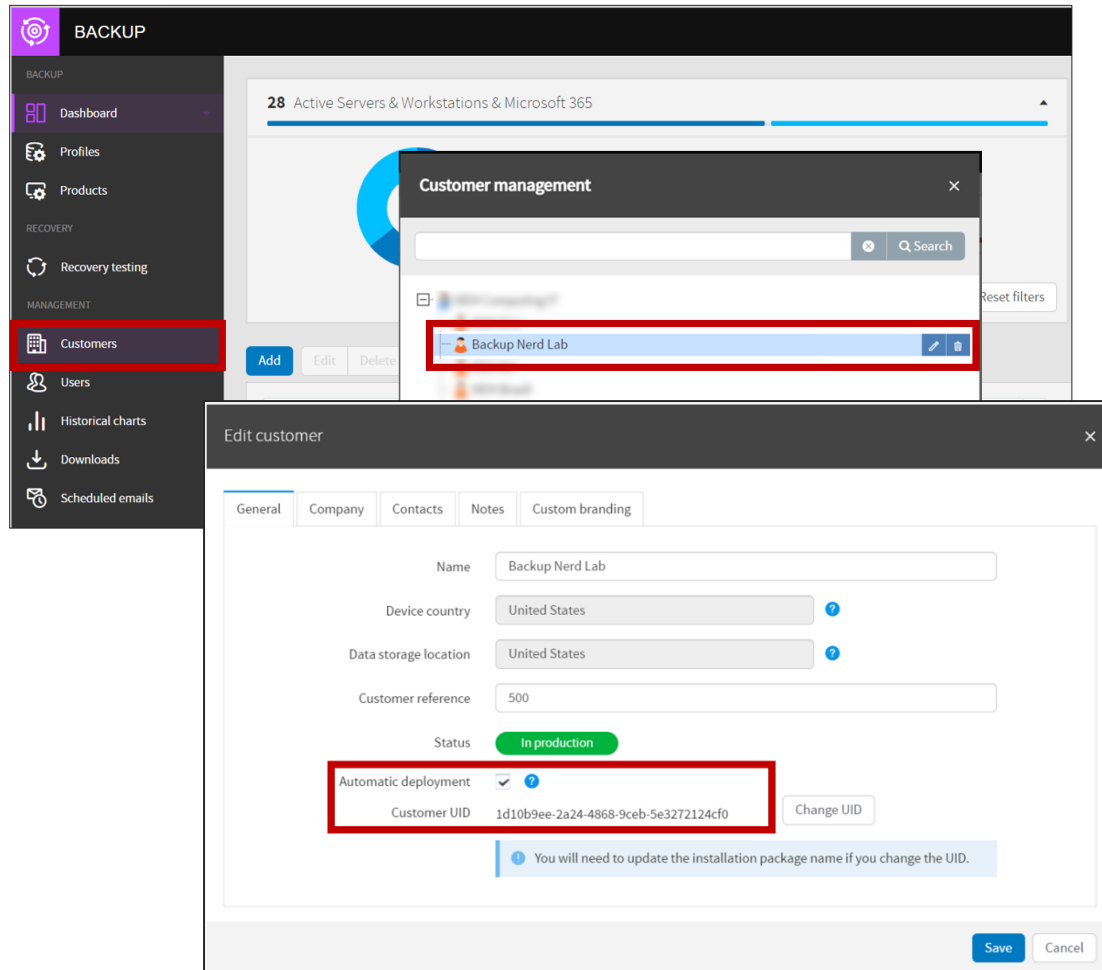 BACKUP
BACKUP
Dashboard
Profiles
Products
RECOVERY
Recovery testing
MANAGEMENT
Customers
Users
Historical charts
Downloads
Scheduled emails
28 Active Servers & Workstations & Microsoft 365
Customer management
Search
Reset filters
Backup Nerd Lab
Add Edit Delete
Edit customer
General Company Contacts Notes Custom branding
Name Backup Nerd Lab
Device country United States
Data storage location United States
Customer reference 500
Status In production
Automatic deployment
Customer UID 1d10b9ee-2a24-4868-9ceb-5e3272124cf0 Change UID
You will need to update the installation package name if you change the UID.
Save Cancel